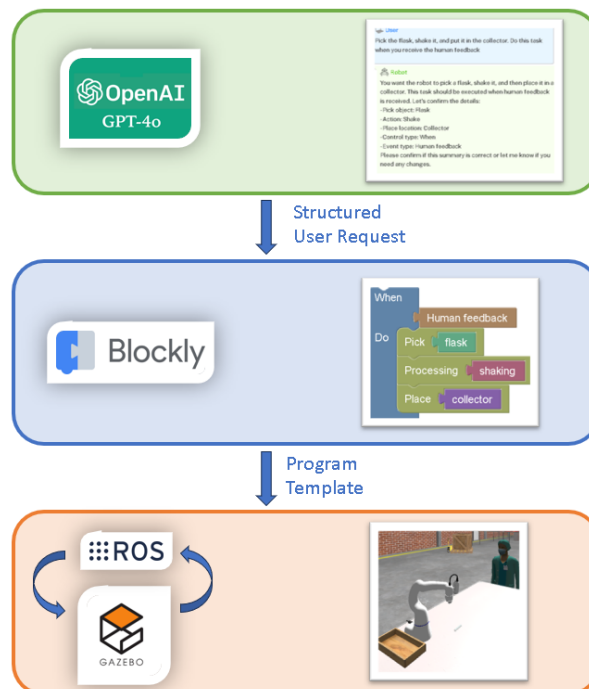 User
Pick the flask, shake it, and put it in the collector. Do this task
when you receive the human feedback
Robot
You want the robot to pick a flask, shake it, and then place it in a
collector. This task should be executed when human feedback
is received. Let's confirm the details:
- Pick object: Flask
- Action: Shake
- Place location: Collector
- Control type: When
- Event type: Human feedback
Please confirm if this summary is correct or let me know if you
need any changes.
OpenAI
GPT-4o
Structured
User Request
Blockly
When
Human feedback
Do
Pick flask
Processing shaking
Place collector
Program
Template
ROS
GAZEBO